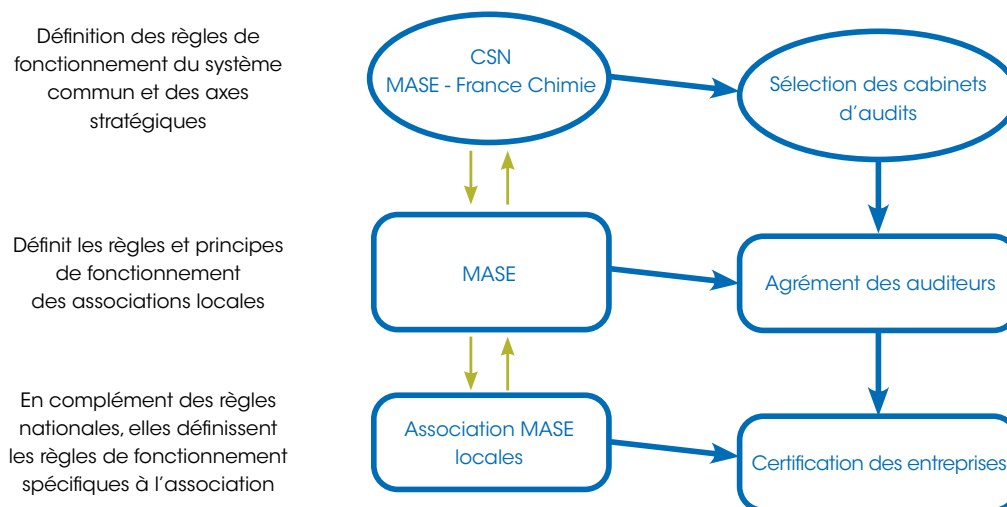 Définition des règles de
fonctionnement du système
commun et des axes
stratégiques
CSN
MASE - France Chimie
Sélection des cabinets
d'audits
Définit les règles et principes
de fonctionnement
des associations locales
MASE
Agrément des auditeurs
En complément des règles
nationales, elles définissent
les règles de fonctionnement
spécifiques à l'association
Association MASE
locales
Certification des entreprises